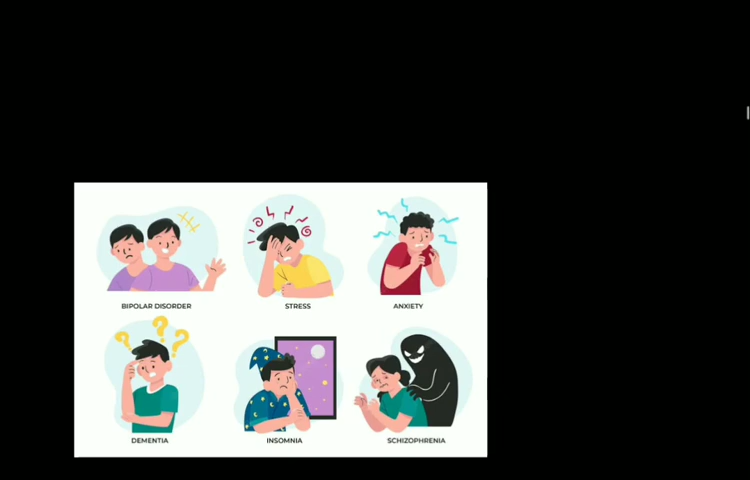 BIPOLAR DISORDER
STRESS
ANXIETY
DEMENTIA
INSOMNIA
SCHIZOPHRENIA